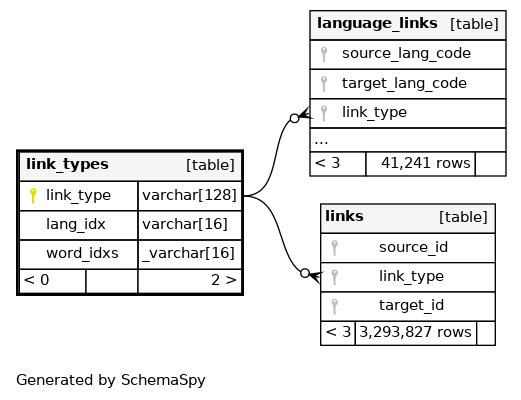 language_links [table]
source_lang_code
target_lang_code
link_type
...
< 3 41,241 rows
link_types [table]
link_type varchar[128]
lang_idx varchar[16]
word_idxs _varchar[16]
< 0 2 >
links [table]
source_id
link_type
target_id
< 3 3,293,827 rows
Generated by SchemaSpy